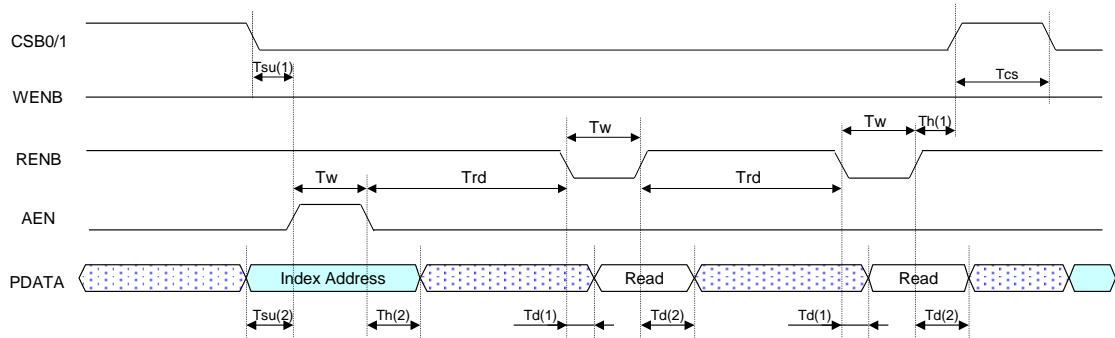 CSB0/1
Tsu(1)
Tcs
WENB
Tw
Tw
Th(1)
RENB
Tw
Trd
Trd
AEN
PDATA
Index Address
Read
Read
Tsu(2)
Th(2)
Td(1)
Td(2)
Td(1)
Td(2)